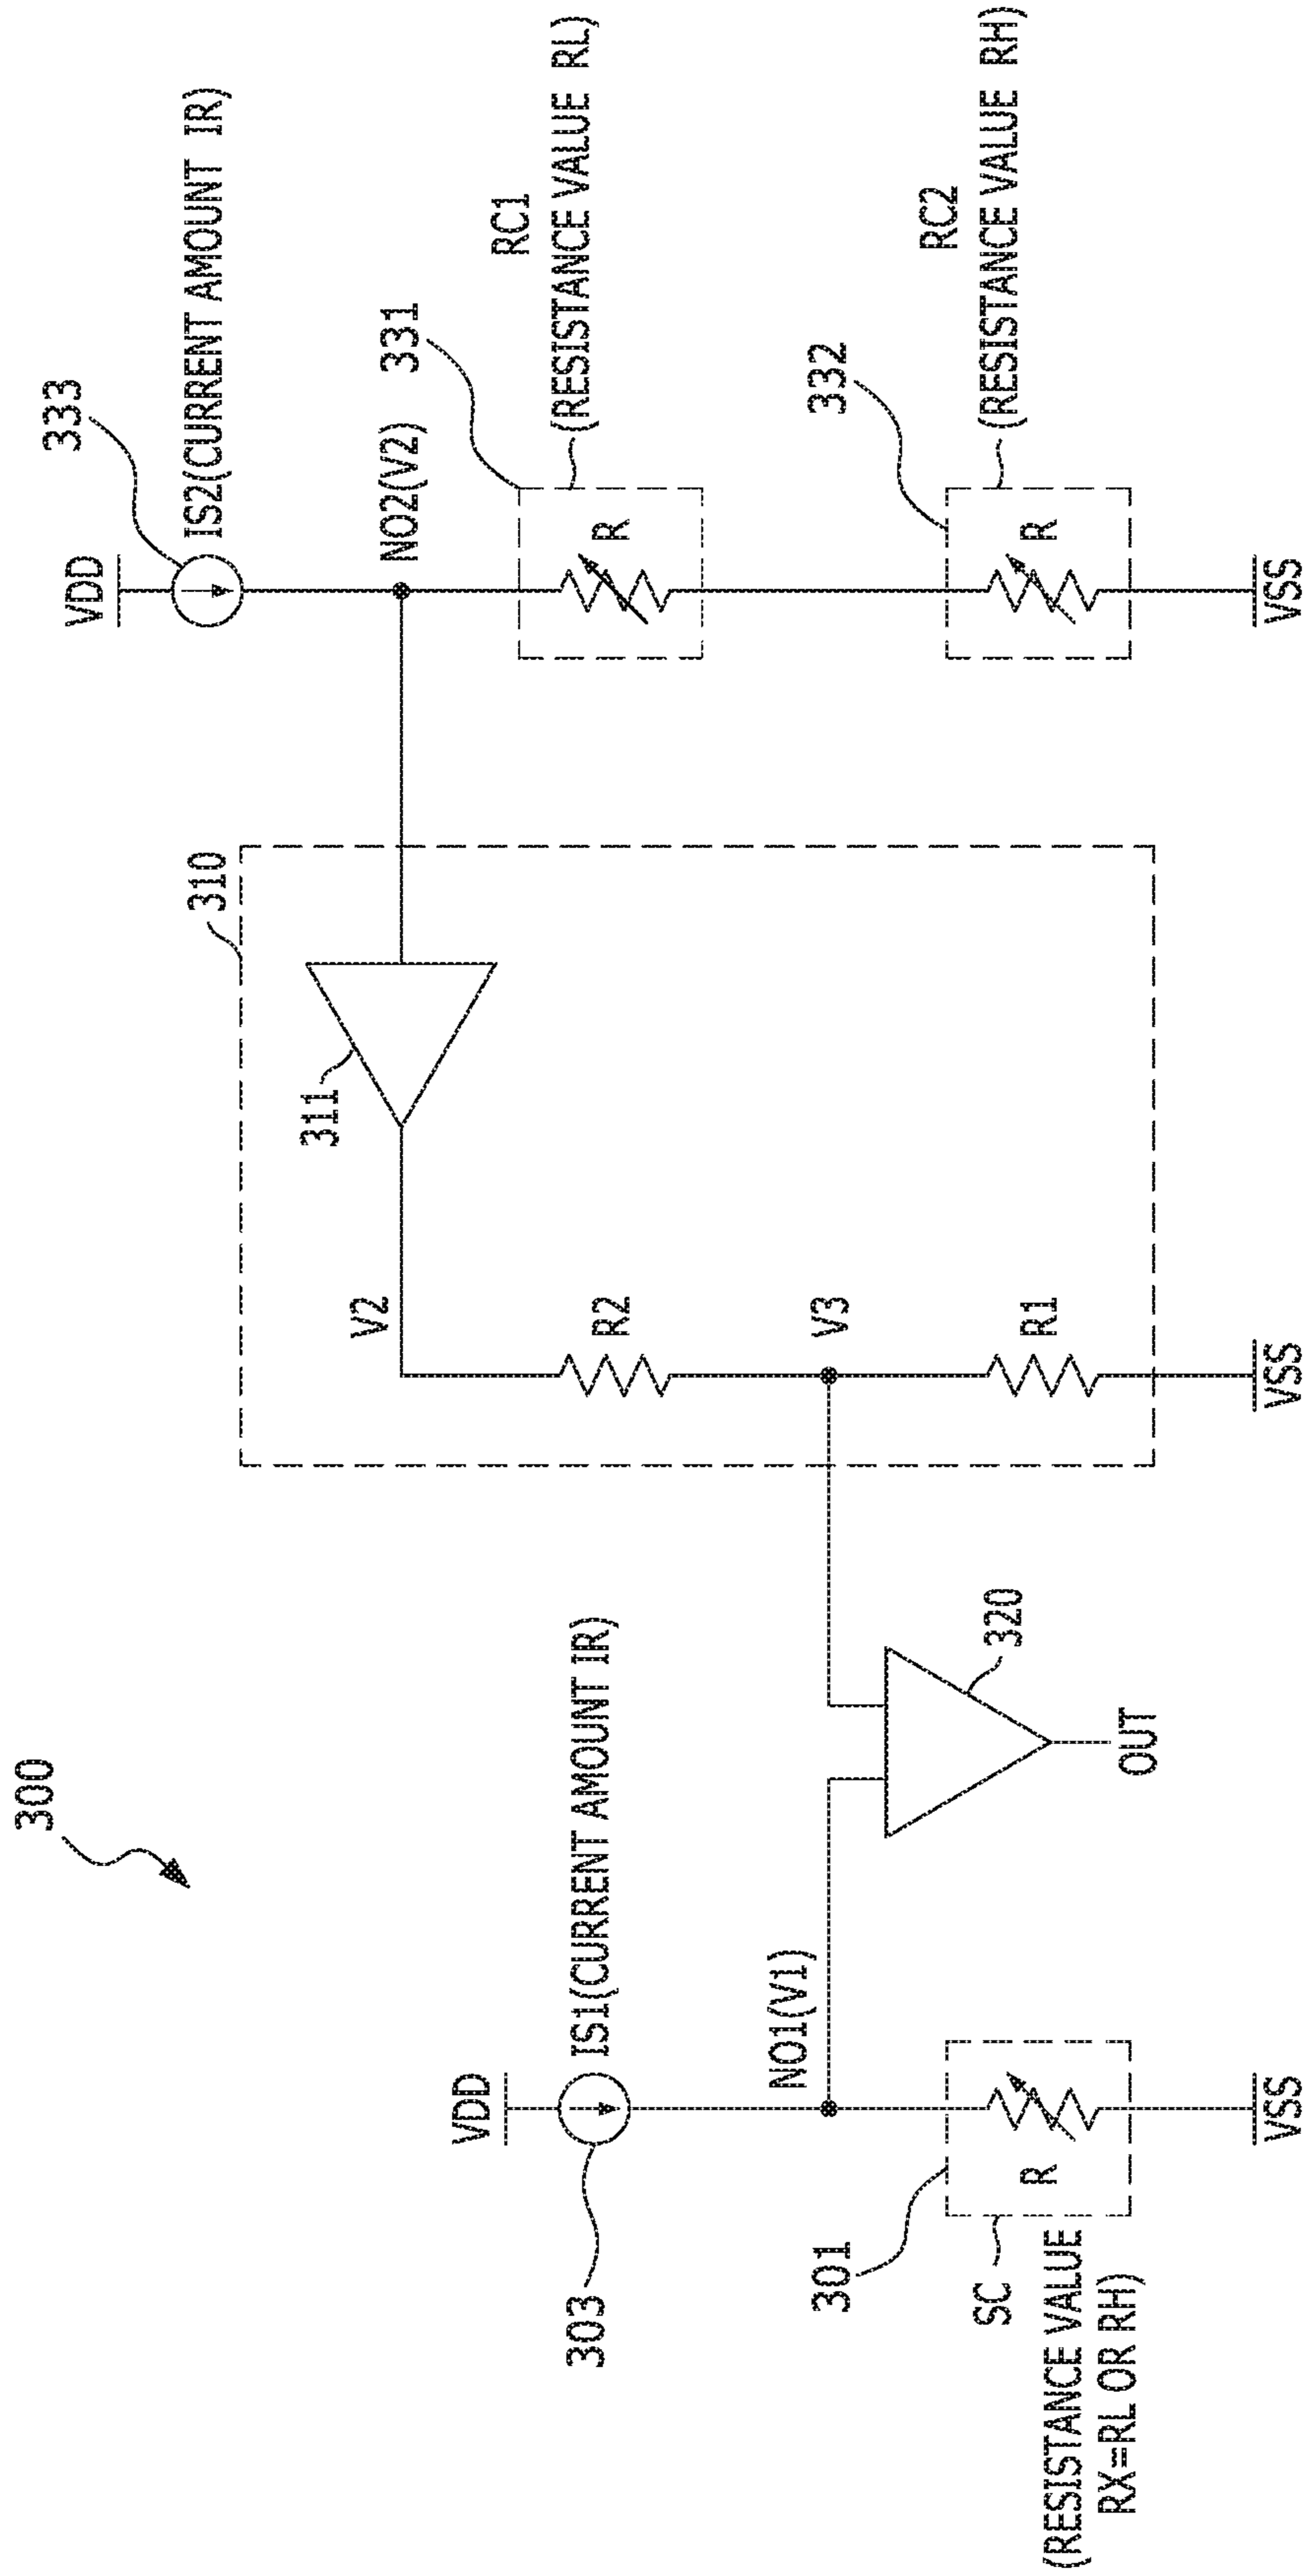 300
VDD
333
IS2(CURRENT AMOUNT IR)
310
311
V2
NO2(V2)
331
RC1
(RESISTANCE VALUE RL)
R
VDD
303
IS1(CURRENT AMOUNT IR)
R2
NO1(V1)
V3
332
RC2
(RESISTANCE VALUE RH)
R
301
SC
(RESISTANCE VALUE
RX=RL OR RH)
R
320
OUT
R1
VSS
VSS
VSS